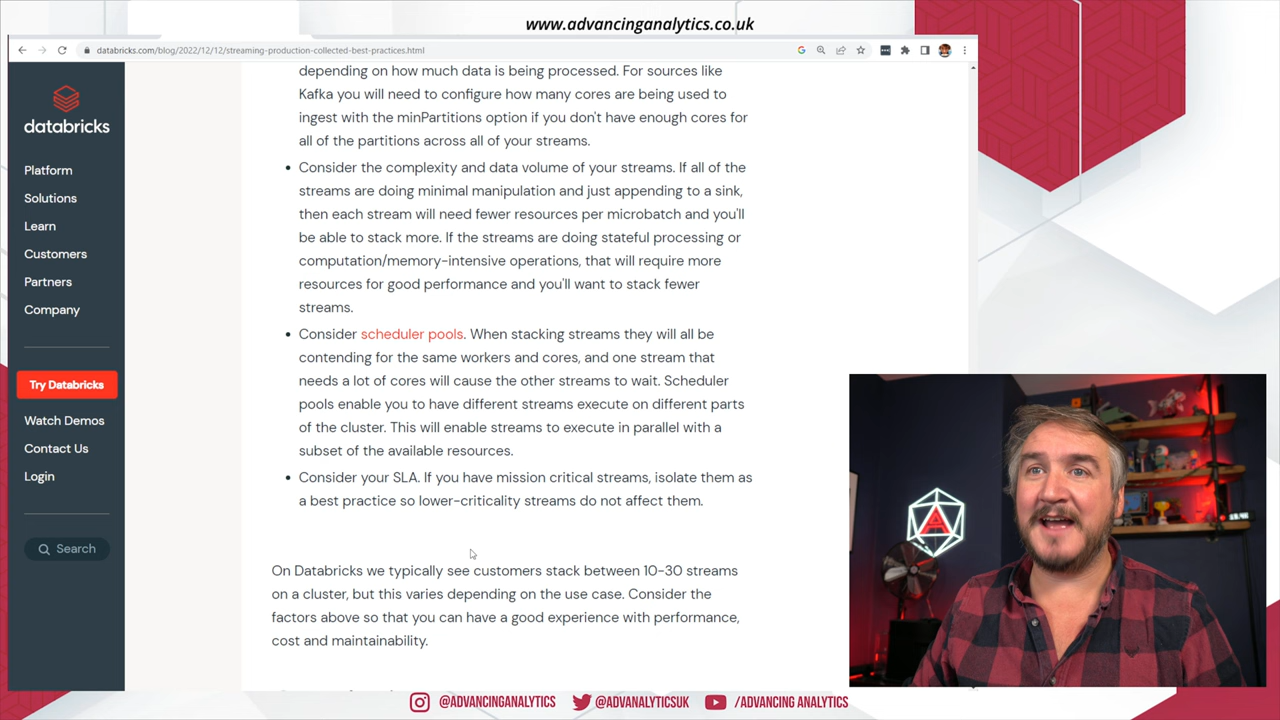 www.advancinganalytics.co.uk
databricks.com/blog/2022/12/12/streaming-production-collected-best-practices.html
databricks
Platform
Solutions
Learn
Customers
Partners
Company
Try Databricks
Watch Demos
Contact Us
Login
Search
depending on how much data is being processed. For sources like
Kafka you will need to configure how many cores are being used to
ingest with the minPartitions option if you don't have enough cores for
all of the partitions across all of your streams.
• Consider the complexity and data volume of your streams. If all of the
streams are doing minimal manipulation and just appending to a sink,
then each stream will need fewer resources per microbatch and you'll
be able to stack more. If the streams are doing stateful processing or
computation/memory-intensive operations, that will require more
resources for good performance and you'll want to stack fewer
streams.
• Consider scheduler pools. When stacking streams they will all be
contending for the same workers and cores, and one stream that
needs a lot of cores will cause the other streams to wait. Scheduler
pools enable you to have different streams execute on different parts
of the cluster. This will enable streams to execute in parallel with a
subset of the available resources.
• Consider your SLA. If you have mission critical streams, isolate them as
a best practice so lower-criticality streams do not affect them.
On Databricks we typically see customers stack between 10-30 streams
on a cluster, but this varies depending on the use case. Consider the
factors above so that you can have a good experience with performance,
cost and maintainability.
A
@ADVANCINGANALYTICS
@ADVANALYTICSUK
/ADVANCING ANALYTICS